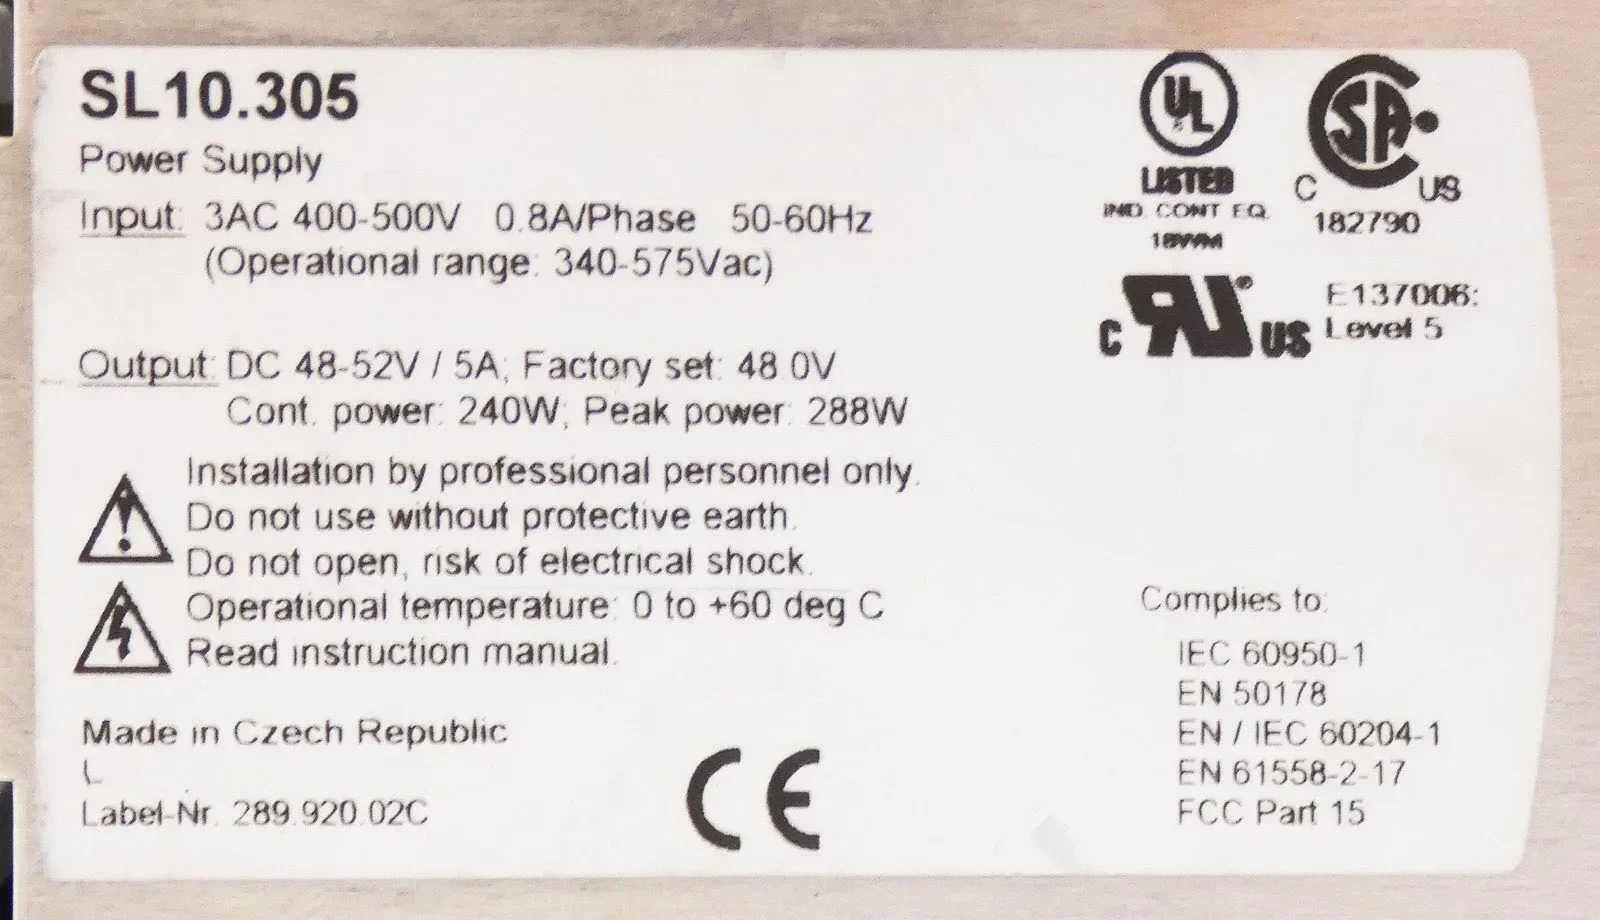 SL10.305
Power Supply
Input: 3AC 400-500V 0.8A/Phase 50-60Hz
(Operational range: 340-575Vac)
Output: DC 48-52V / 5A; Factory set: 48.0V
Cont. power: 240W; Peak power: 288W
Installation by professional personnel only.
Do not use without protective earth.
Do not open, risk of electrical shock.
Operational temperature: 0 to +60 deg C
Read instruction manual.
Made in Czech Republic
L
Label-Nr. 289.920.02C
CE
UL
LISTED
IND. CONT. EQ.
18WM
SA
C US
182790
C RU US
E137006:
Level 5
Complies to:
IEC 60950-1
EN 50178
EN / IEC 60204-1
EN 61558-2-17
FCC Part 15